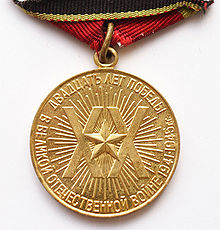 ДВАДЦАТЬ ЛЕТ ПОБЕДЫ
В ВЕЛИКОЙ ОТЕЧЕСТВЕННОЙ ВОЙНЕ 1941-1945 гг.
XX